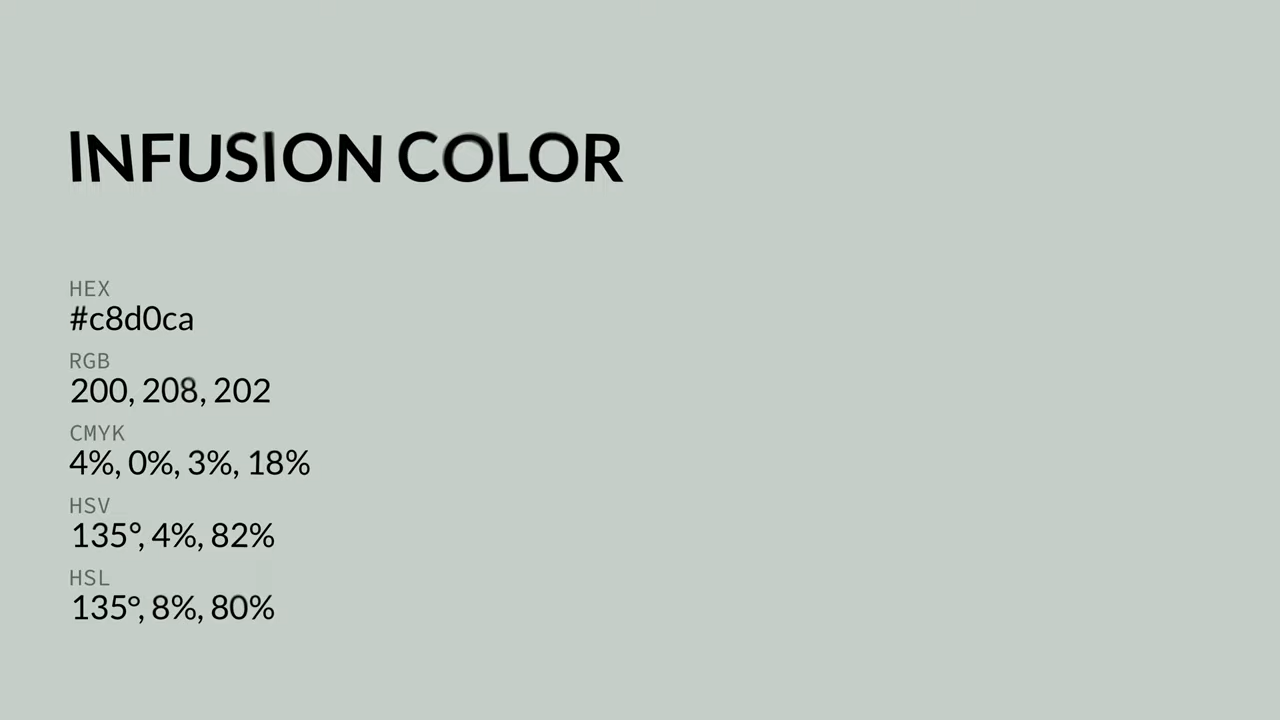 INFUSION COLOR
HEX
#c8d0ca
RGB
200, 208, 202
CMYK
4%, 0%, 3%, 18%
HSV
135°, 4%, 82%
HSL
135°, 8%, 80%